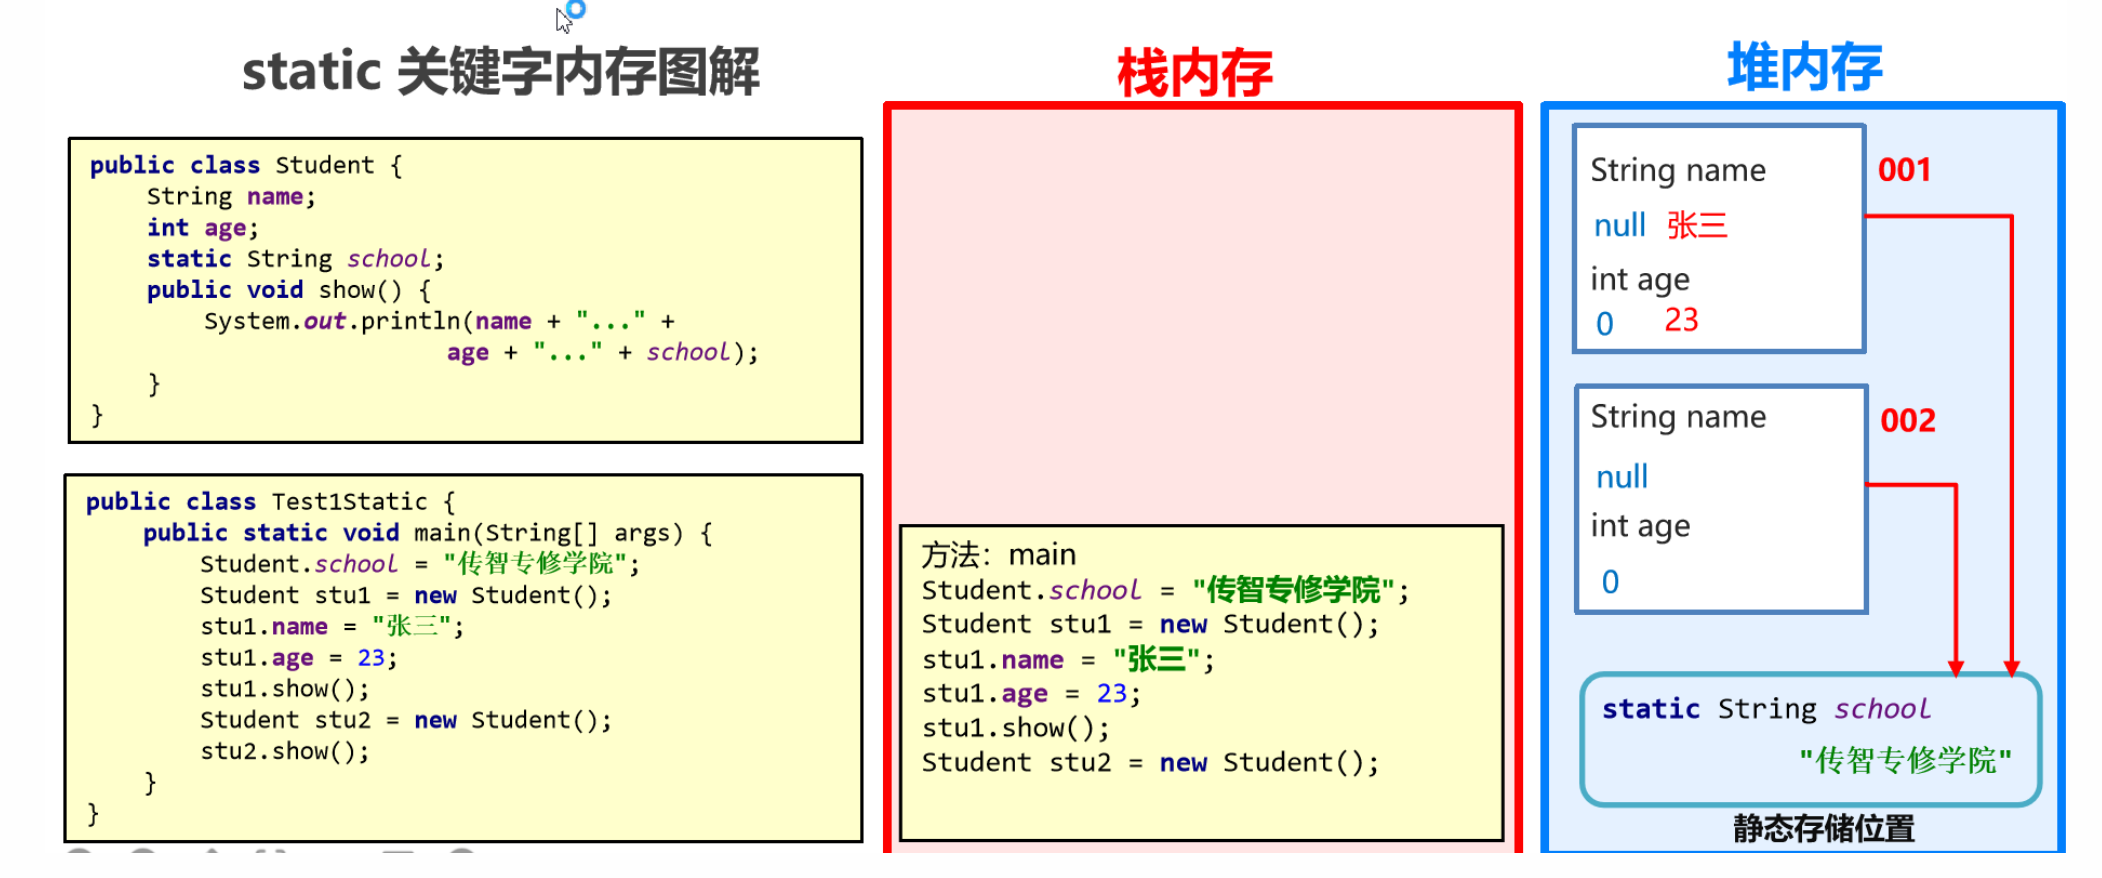 static 关键字内存图解
public class Student {
String name;
int age;
static String school;
public void show() {
System.out.println(name + "..." +
age + "..." + school);
}
}
public class Test1Static {
public static void main(String[] args) {
Student.school = "传智专修学院";
Student stu1 = new Student();
stu1.name = "张三";
stu1.age = 23;
stu1.show();
Student stu2 = new Student();
stu2.show();
}
}
栈内存
方法：main
Student.school = "传智专修学院";
Student stu1 = new Student();
stu1.name = "张三";
stu1.age = 23;
stu1.show();
Student stu2 = new Student();
堆内存
String name
001
null 张三
int age
0 23
String name
002
null
int age
0
static String school
"传智专修学院"
静态存储位置